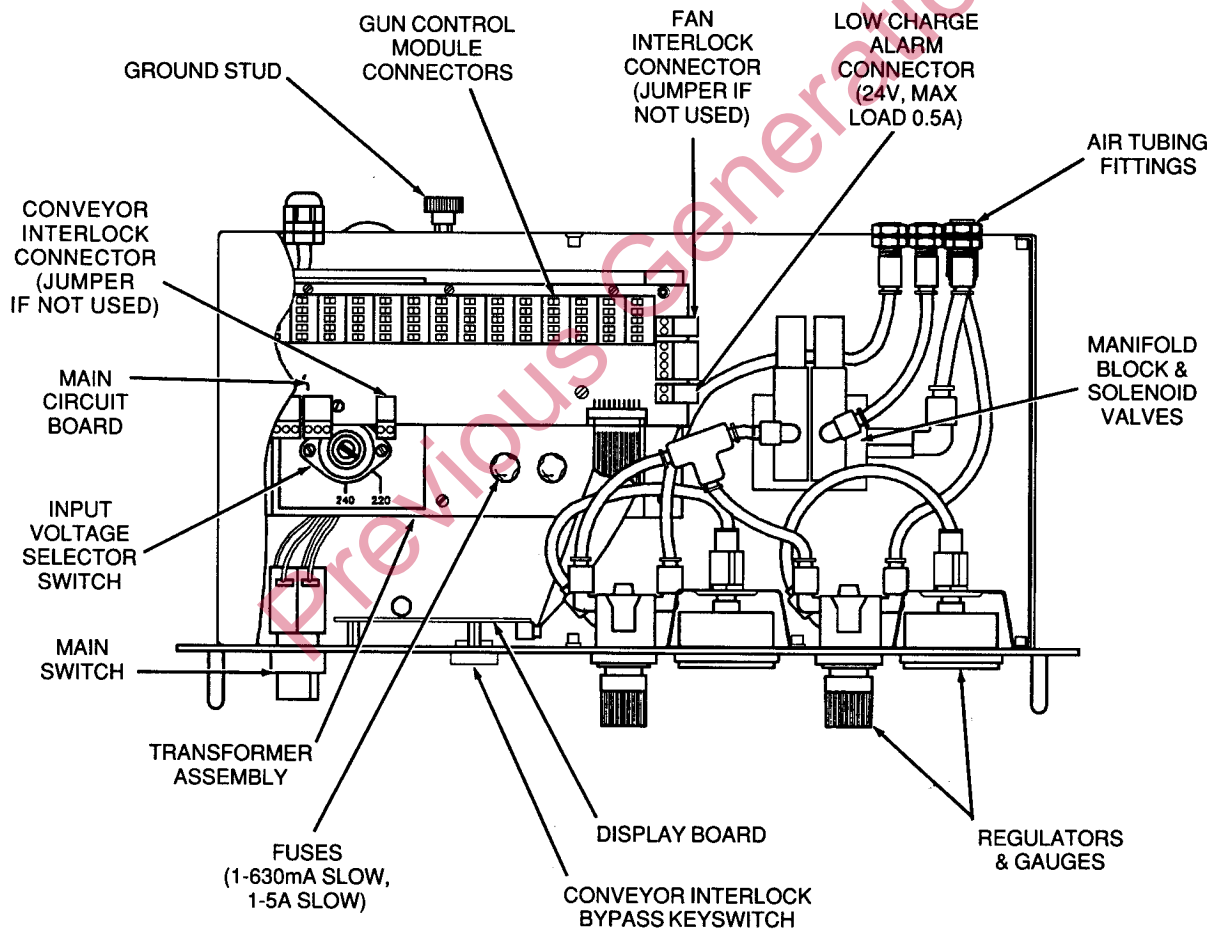 GUN CONTROL
MODULE
CONNECTORS
FAN
INTERLOCK
CONNECTOR
(JUMPER IF
NOT USED)
LOW CHARGE
ALARM
CONNECTOR
(24V, MAX
LOAD 0.5A)
GROUND STUD
AIR TUBING
FITTINGS
CONVEYOR
INTERLOCK
CONNECTOR
(JUMPER
IF NOT USED)
MAIN
CIRCUIT
BOARD
MANIFOLD
BLOCK &
SOLENOID
VALVES
INPUT
VOLTAGE
SELECTOR
SWITCH
240 220
MAIN
SWITCH
TRANSFORMER
ASSEMBLY
FUSES
(1-630mA SLOW,
1-5A SLOW)
DISPLAY BOARD
CONVEYOR INTERLOCK
BYPASS KEYSWITCH
REGULATORS
& GAUGES
Previous Generati